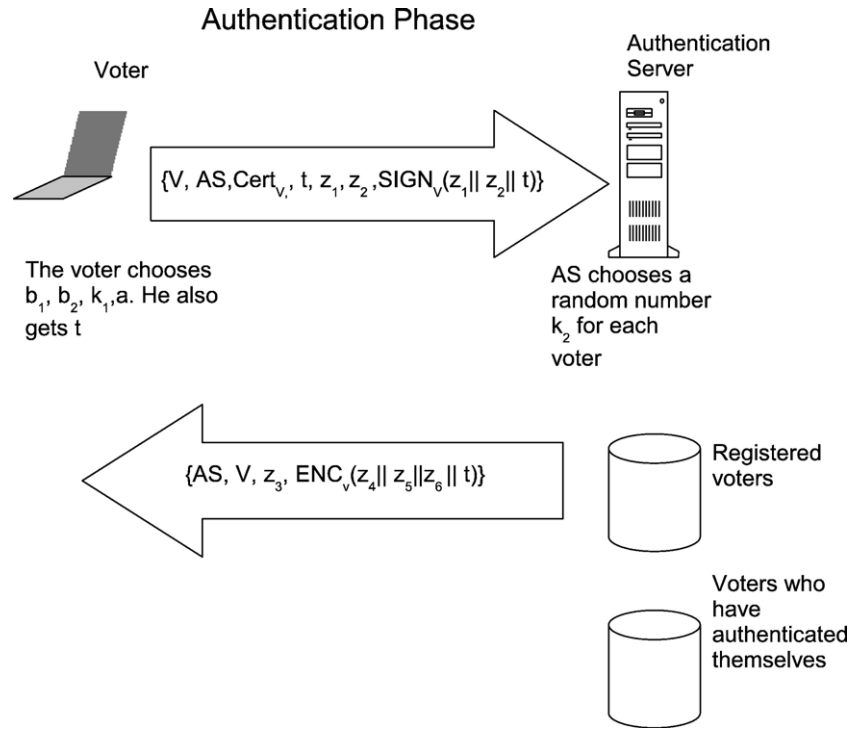 Authentication Phase
Voter
Authentication
Server
{V, AS,Cert_V,, t, z_1, z_2 ,SIGN_V(z_1|| z_2|| t)}
The voter chooses
b_1, b_2, k_1,a. He also
gets t
AS chooses a
random number
k_2 for each
voter
{AS, V, z_3, ENC_v(z_4|| z_5||z_6 || t)}
Registered
voters
Voters who
have
authenticated
themselves